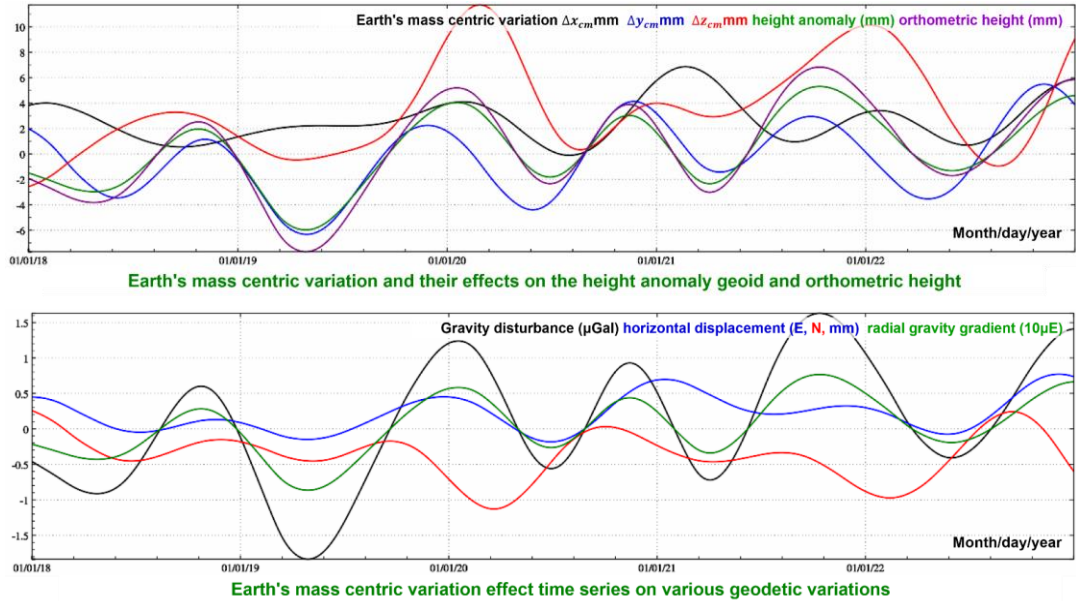 Earth's mass centric variation Δx_cm mm Δy_cm mm Δz_cm mm height anomaly (mm) orthometric height (mm)
10
8
6
4
2
0
-2
-4
-6
Month/day/year
01/01/18 01/01/19 01/01/20 01/01/21 01/01/22
Earth's mass centric variation and their effects on the height anomaly geoid and orthometric height
Gravity disturbance (μGal) horizontal displacement (E, N, mm) radial gravity gradient (10μE)
1.5
1
0.5
0
-0.5
-1
-1.5
Month/day/year
01/01/18 01/01/19 01/01/20 01/01/21 01/01/22
Earth's mass centric variation effect time series on various geodetic variations